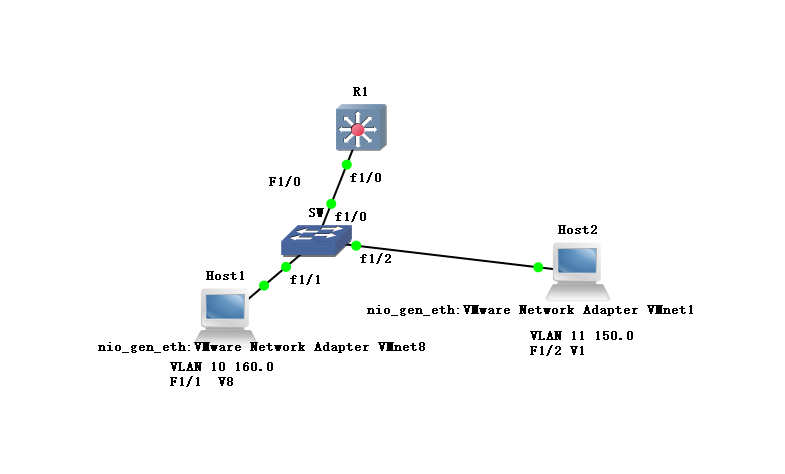 R1
f1/0
F1/0
SW
f1/0
Host2
f1/2
Host1
f1/1
nio_gen_eth:VMware Network Adapter VMnet1
VLAN 11 150.0
F1/2 V1
nio_gen_eth:VMware Network Adapter VMnet8
VLAN 10 160.0
F1/1 V8